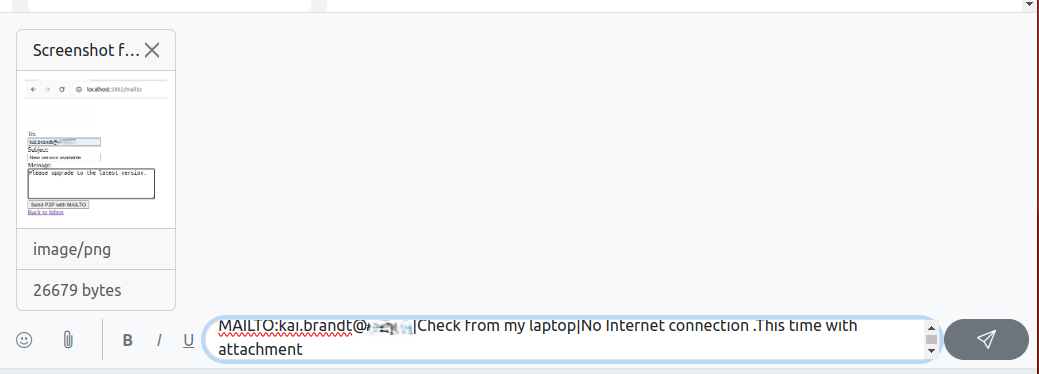 Screenshot f...
localhost:5002/mailto
To:
kai.brandt@
Subject:
New version available
Message:
Please upgrade to the latest version.
Send P2P with MAILTO
Back to Inbox
image/png
26679 bytes
B I U
MAILTO:kai.brandt@ |Check from my laptop|No Internet connection .This time with
attachment